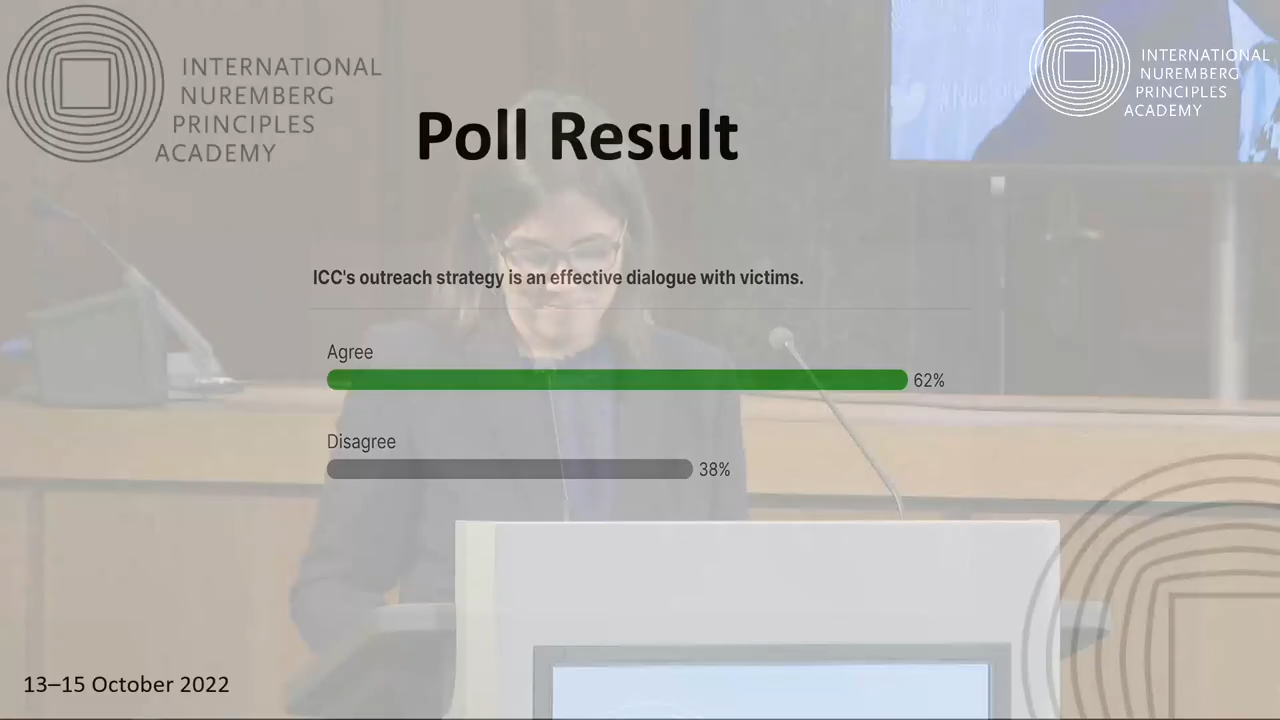 INTERNATIONAL
NUREMBERG
PRINCIPLES
ACADEMY
INTERNATIONAL
NUREMBERG
PRINCIPLES
ACADEMY
Poll Result
ICC's outreach strategy is an effective dialogue with victims.
Agree
62%
Disagree
38%
13–15 October 2022